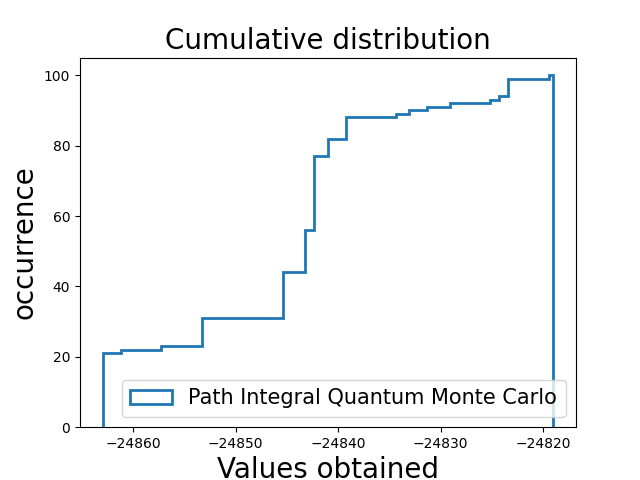 Cumulative distribution
occurrence
100
80
60
40
20
0
Path Integral Quantum Monte Carlo
−24860 −24850 −24840 −24830 −24820
Values obtained